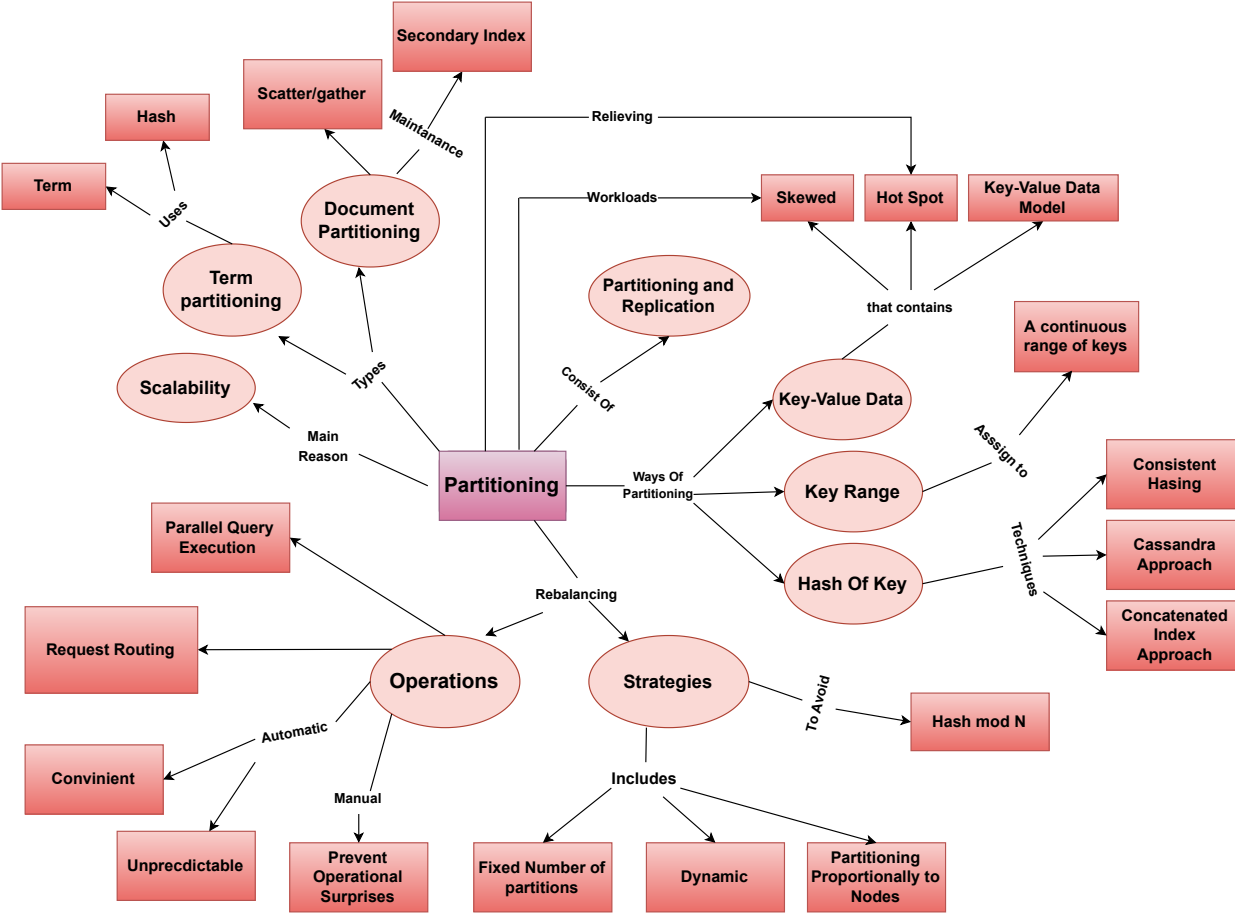 Secondary Index
Scatter/gather
Hash
Maintanance
Relieving
Term
Uses
Document
Partitioning
Workloads
Skewed
Hot Spot
Key-Value Data
Model
Term
partitioning
Partitioning and
Replication
that contains
A continuous
range of keys
Scalability
Types
Consist Of
Key-Value Data
Main
Reason
Asssign to
Partitioning
Ways Of
Partitioning
Key Range
Consistent
Hasing
Parallel Query
Execution
Techniques
Cassandra
Approach
Hash Of Key
Rebalancing
Concatenated
Index
Approach
Request Routing
Operations
Strategies
To Avoid
Hash mod N
Automatic
Convinient
Includes
Manual
Unprecdictable
Prevent
Operational
Surprises
Fixed Number of
partitions
Dynamic
Partitioning
Proportionally to
Nodes